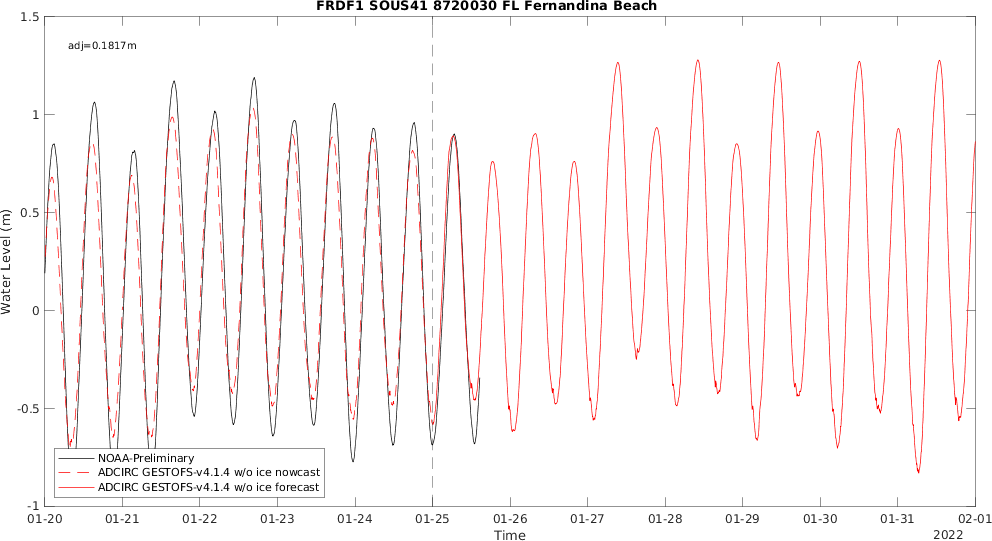 FRDF1 SOUS41 8720030 FL Fernandina Beach
1.5
adj=0.1817m
1
0.5
0
-0.5
-1
Water Level (m)
NOAA-Preliminary
ADCIRC GESTOFS-v4.1.4 w/o ice nowcast
ADCIRC GESTOFS-v4.1.4 w/o ice forecast
01-20 01-21 01-22 01-23 01-24 01-25 01-26 01-27 01-28 01-29 01-30 01-31 02-01
Time
2022